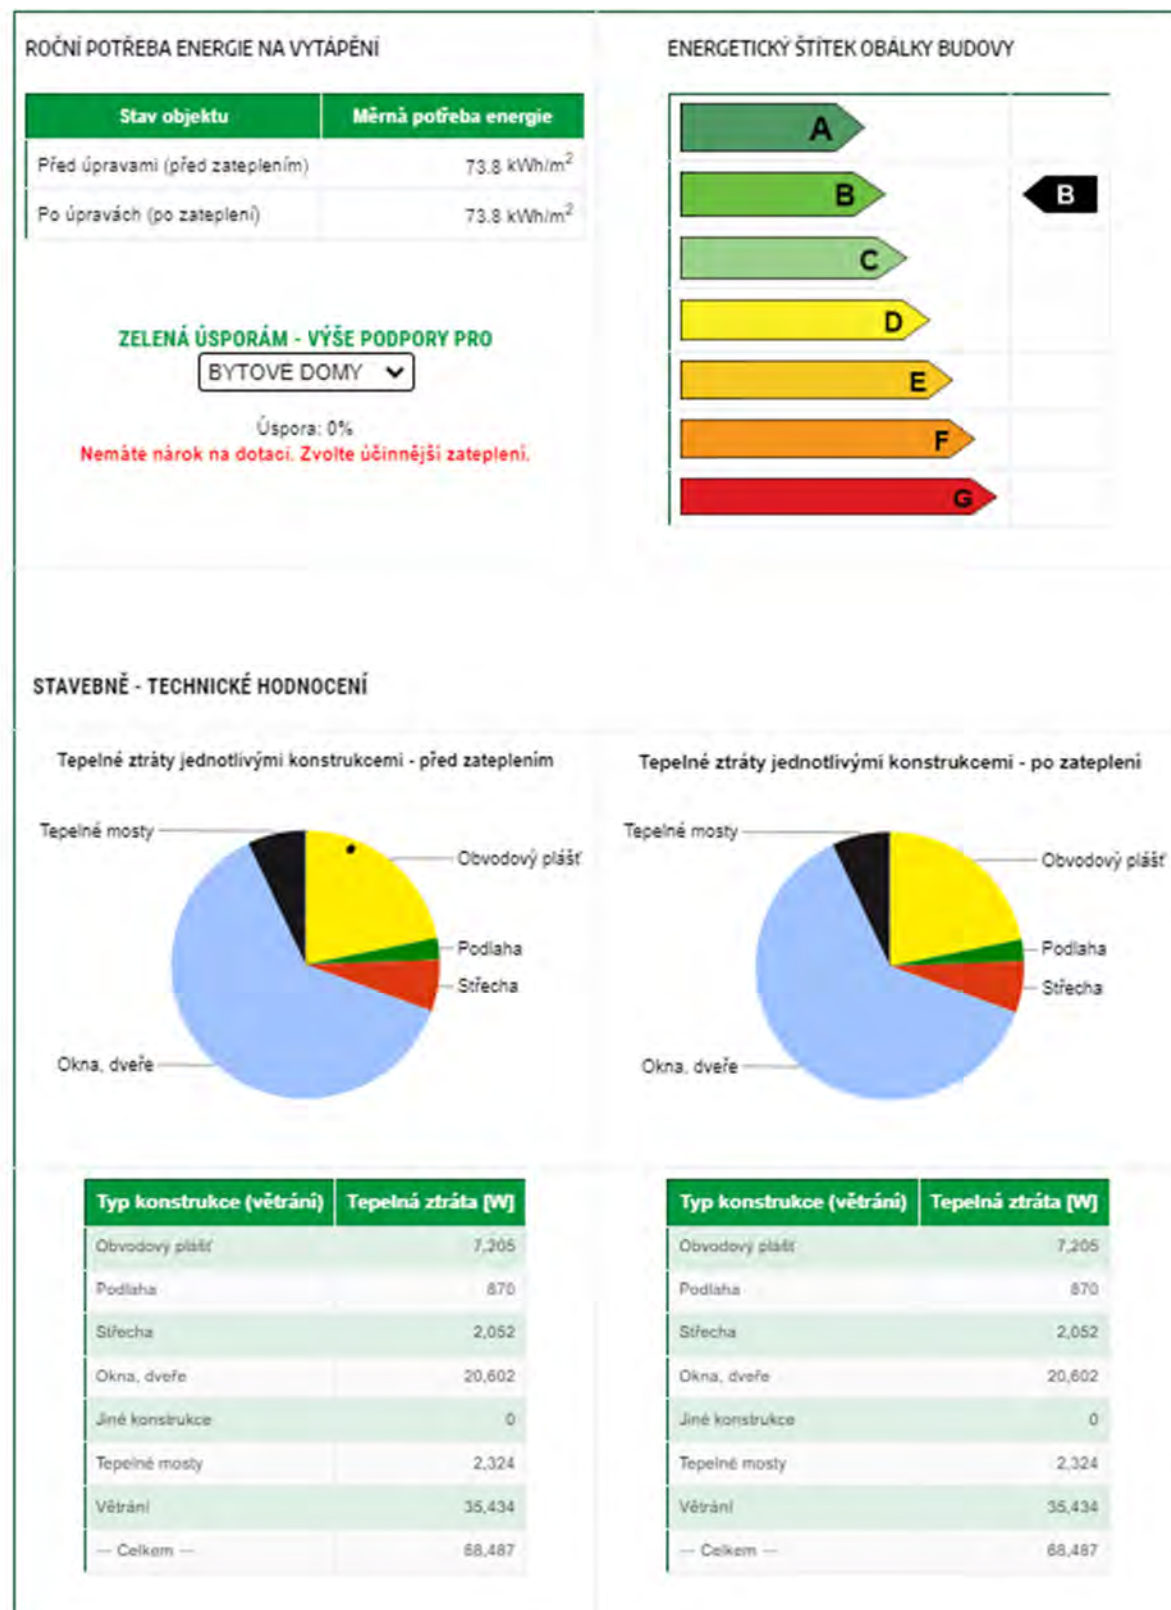 ROČNÍ POTŘEBA ENERGIE NA VYTÁPĚNÍ
Stav objektu Měrná potřeba energie
Před úpravami (před zateplením) 73.8 kWh/m²
Po úpravách (po zateplení) 73.8 kWh/m²
ZELENÁ ÚSPORÁM - VÝŠE PODPORY PRO
BYTOVÉ DOMY
Úspora: 0%
Nemáte nárok na dotaci. Zvolte účinnější zateplení.
ENERGETICKÝ ŠTÍTEK OBÁLKY BUDOVY
A
B B
C
D
E
F
G
STAVEBNĚ - TECHNICKÉ HODNOCENÍ
Tepelné ztráty jednotlivými konstrukcemi - před zateplením
Tepelné mosty
Obvodový plášť
Podlaha
Střecha
Okna, dveře
Tepelné ztráty jednotlivými konstrukcemi - po zateplení
Tepelné mosty
Obvodový plášť
Podlaha
Střecha
Okna, dveře
Typ konstrukce (větrání) Tepelná ztráta [W]
Obvodový plášť 7,205
Podlaha 870
Střecha 2,052
Okna, dveře 20,602
Jiné konstrukce 0
Tepelné mosty 2,324
Větrání 35,434
--- Celkem --- 68,487
Typ konstrukce (větrání) Tepelná ztráta [W]
Obvodový plášť 7,205
Podlaha 870
Střecha 2,052
Okna, dveře 20,602
Jiné konstrukce 0
Tepelné mosty 2,324
Větrání 35,434
--- Celkem --- 68,487